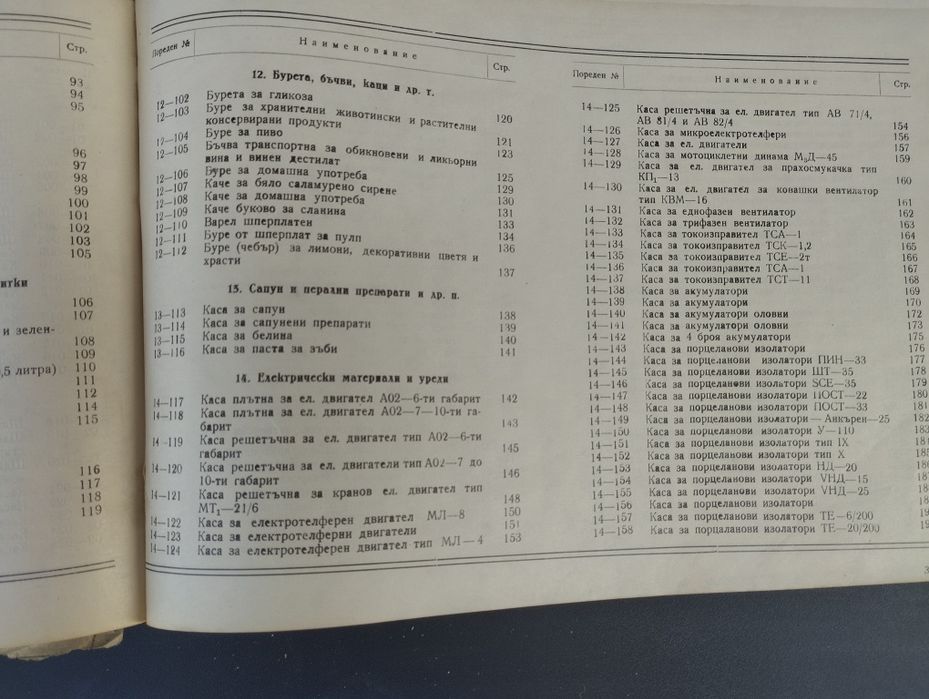 Стр.
93
94
95
96
97
98
99
100
101
102
103
105
106
107
и зелен-
108
109
,5 литра) 110
111
112
114
115
116
117
118
119
Пореден № Наименование Стр.
12. Бурета, бъчви, каци и др. т.
12—102 Бурета за гликоза
12—103 Буре за хранителни животински и растителни
консервирани продукти 120
12—104 Буре за пиво 121
12—105 Бъчва транспортна за обикновени и ликьорни 123
вина и винен дестилат
12—106 Буре за домашна употреба 125
12—107 Каче за бяло саламурено сирене 129
12—108 Каче за домашна употреба 130
12—109 Каче буково за сланина 131
12—110 Варел шперплатен 133
12—111 Буре от шперплат за пулп 134
12—112 Буре (чебър) за лимони, декоративни цветя и 136
храсти 137
13. Сапун и перални препарати и др. п.
13—113 Каса за сапун 138
13—114 Каса за сапунени препарати 139
13—115 Каса за белина 140
13—116 Каса за паста за зъби 141
14. Електрически материали и уреди
14—117 Каса плътна за ел. двигател А02—6-ти габарит 142
14—118 Каса плътна за ел. двигател А02—7—10-ти га-
барит 143
14—119 Каса решетъчна за ел. двигател тип А02—6-ти
габарит 145
14—120 Каса решетъчна за ел. двигатели тип А02—7 до
10-ти габарит 146
14—121 Каса решетъчна за кранов ел. двигател тип
МТ₁—21/6 148
14—122 Каса за електротелферен двигател МЛ—8 150
14—123 Каса за електротелферни двигатели 151
14—124 Каса за електротелферен двигател тип МЛ—4 153
Пореден № Наименование Стр.
14—125 Каса решетъчна за ел. двигател тип АВ 71/4,
АВ 81/4 и АВ 82/4 154
14—126 Каса за микроелектротелфери 156
14—127 Каса за ел. двигатели 157
14—128 Каса за мотоциклетни динама М₃Д—45 159
14—129 Каса за ел. двигател за прахосмукачка тип
КП₁—13 160
14—130 Каса за ел. двигател за ковашки вентилатор
тип КВМ—16 161
14—131 Каса за еднофазен вентилатор 162
14—132 Каса за трифазен вентилатор 163
14—133 Каса за токоизправител ТСА—1 164
14—134 Каса за токоизправител ТСК—1,2 165
14—135 Каса за токоизправител ТСЕ—2т 166
14—136 Каса за токоизправител ТСА—1 167
14—137 Каса за токоизправител ТСТ—11 168
14—138 Каса за акумулатори 169
14—139 Каса за акумулатори 170
14—140 Каса за акумулатори оловни 172
14—141 Каса за акумулатори оловни 173
14—142 Каса за 4 броя акумулатори 175
14—143 Каса за порцеланови изолатори 176
14—144 Каса за порцеланови изолатори ПИН—33 177
14—145 Каса за порцеланови изолатори ШТ—35 178
14—146 Каса за порцеланови изолатори SCE—35 179
14—147 Каса за порцеланови изолатори ПОСТ—22 180
14—148 Каса за порцеланови изолатори ПОСТ—33 181
14—149 Каса за порцеланови изолатори — Анкърен—25 182
14—150 Каса за порцеланови изолатори У—110 183
14—151 Каса за порцеланови изолатори тип IX
14—152 Каса за порцеланови изолатори тип X
14—153 Каса за порцеланови изолатори НД—20
14—154 Каса за порцеланови изолатори VНД—15
14—155 Каса за порцеланови изолатори VНД—25
14—156 Каса за порцеланови изолатори
14—157 Каса за порцеланови изолатори ТЕ—6/200
14—158 Каса за порцаланови изолатори ТЕ—20/200